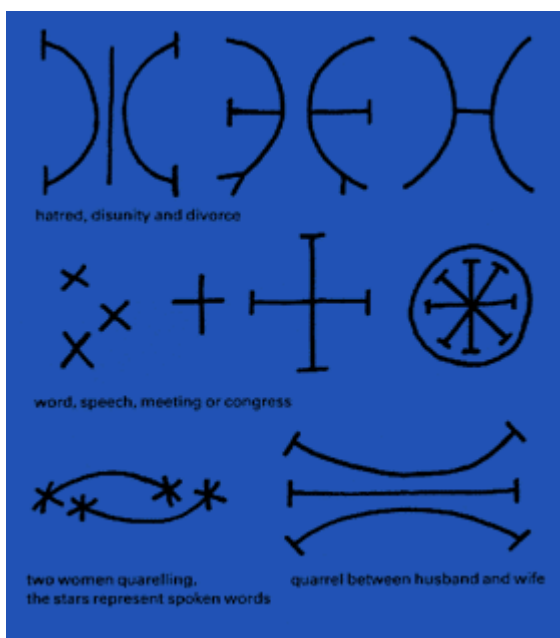 hatred, disunity and divorce
word, speech, meeting or congress
two women quarelling,
the stars represent spoken words
quarrel between husband and wife